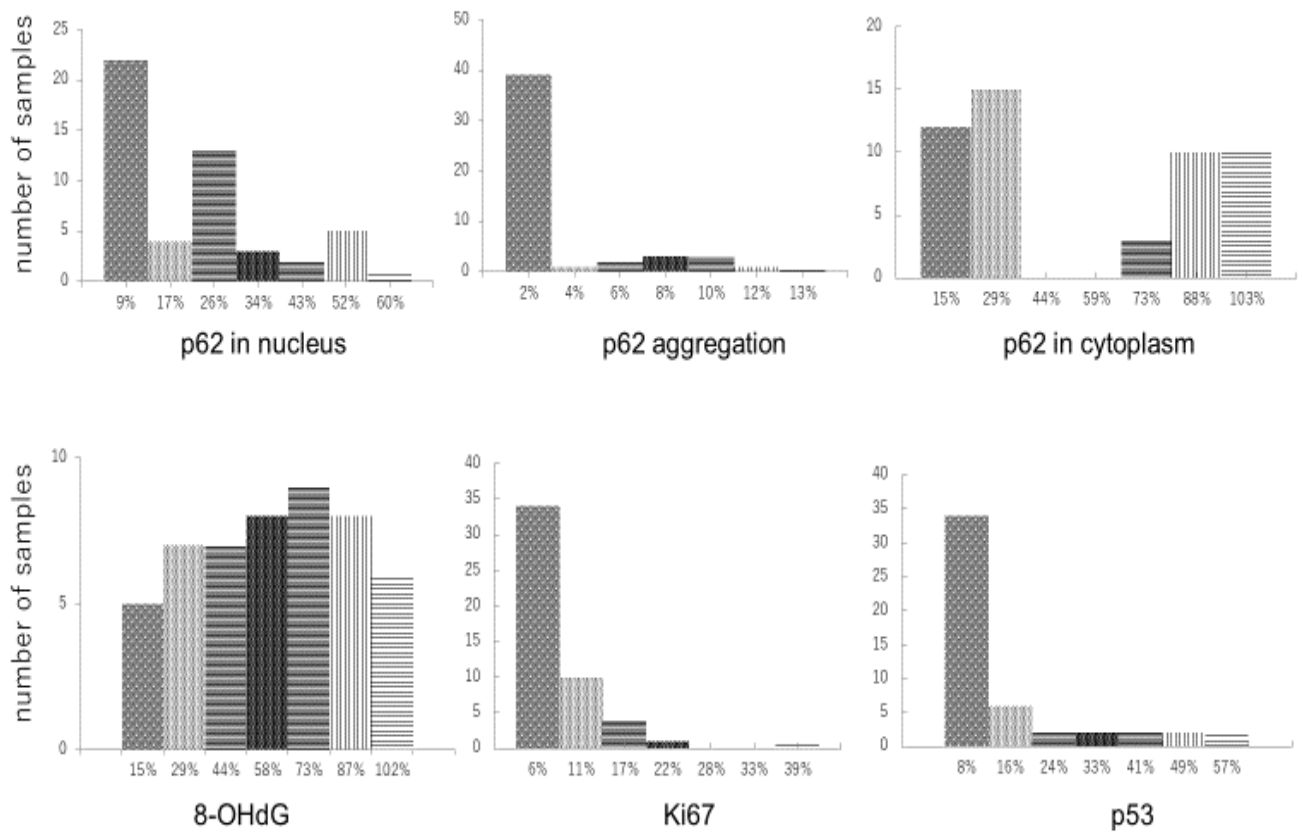 number of samples
25
20
15
10
5
0
9% 17% 26% 34% 43% 52% 60%
p62 in nucleus
50
40
30
20
10
0
2% 4% 6% 8% 10% 12% 13%
p62 aggregation
20
15
10
5
0
15% 29% 44% 59% 73% 88% 103%
p62 in cytoplasm
number of samples
10
5
0
15% 29% 44% 58% 73% 87% 102%
8-OHdG
40
35
30
25
20
15
10
5
0
6% 11% 17% 22% 28% 33% 39%
Ki67
40
35
30
25
20
15
10
5
0
8% 16% 24% 33% 41% 49% 57%
p53